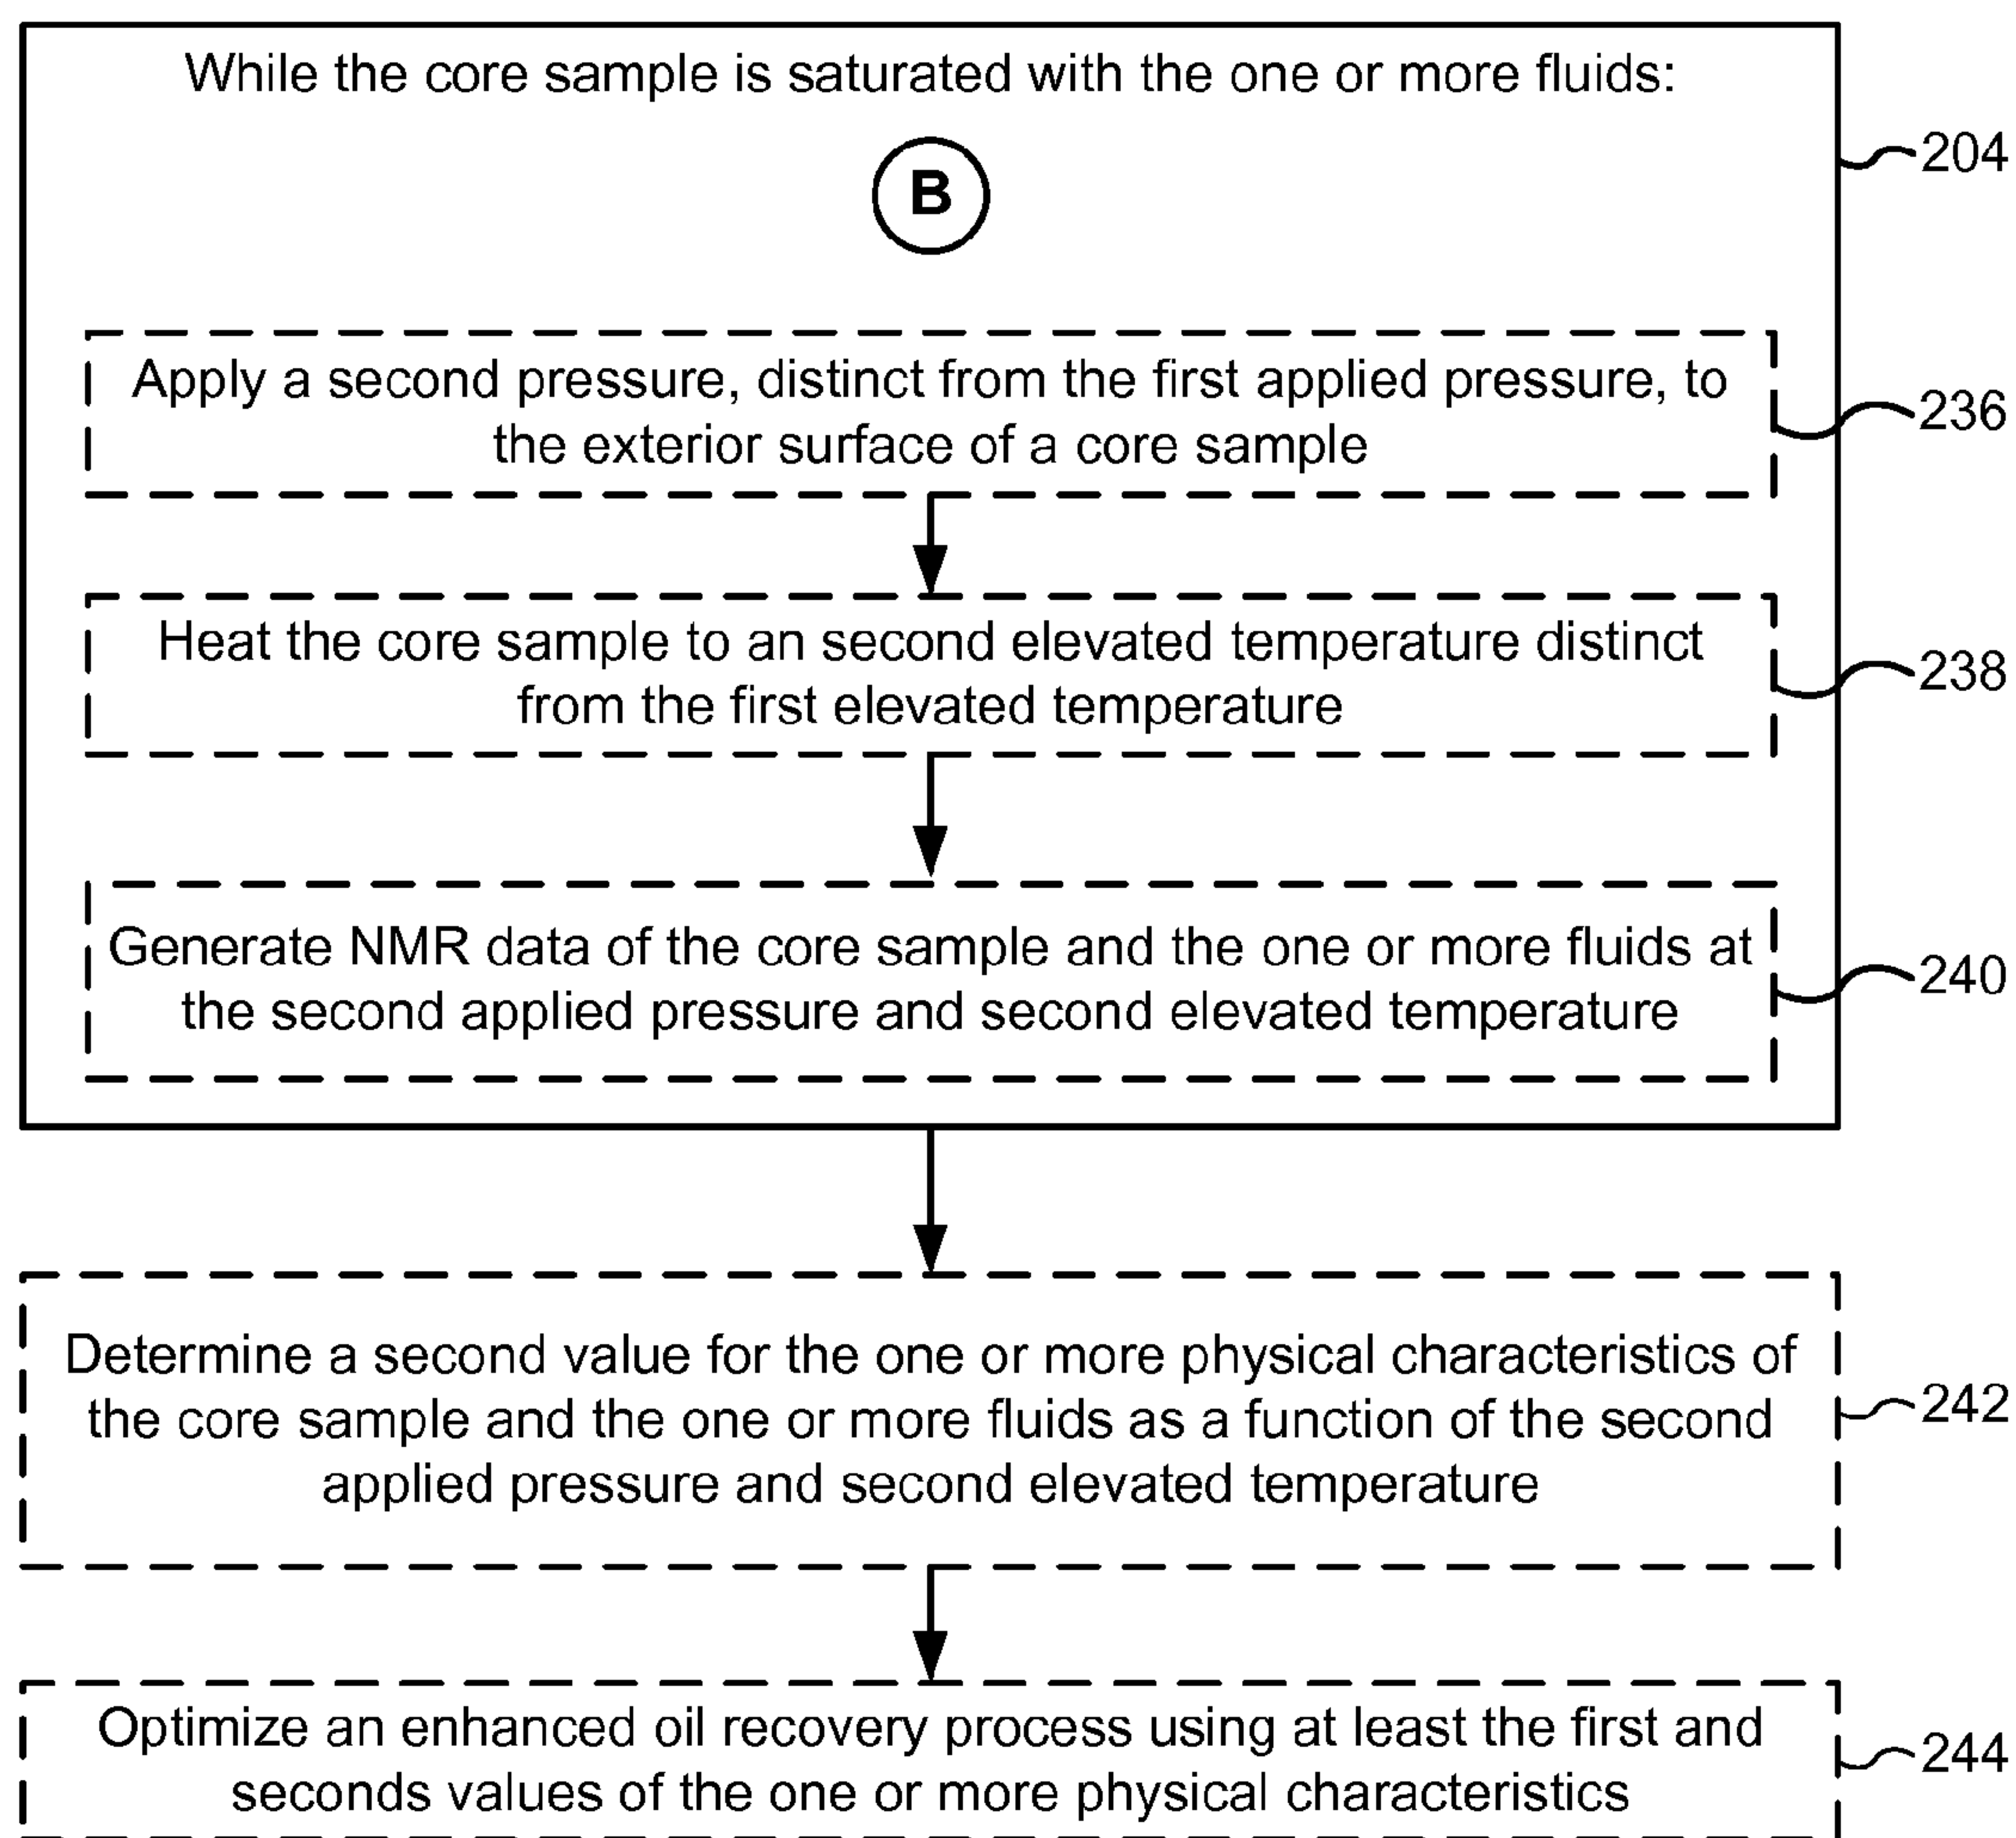 While the core sample is saturated with the one or more fluids:
204
B
Apply a second pressure, distinct from the first applied pressure, to
the exterior surface of a core sample
236
Heat the core sample to an second elevated temperature distinct
from the first elevated temperature
238
Generate NMR data of the core sample and the one or more fluids at
the second applied pressure and second elevated temperature
240
Determine a second value for the one or more physical characteristics of
the core sample and the one or more fluids as a function of the second
applied pressure and second elevated temperature
242
Optimize an enhanced oil recovery process using at least the first and
seconds values of the one or more physical characteristics
244